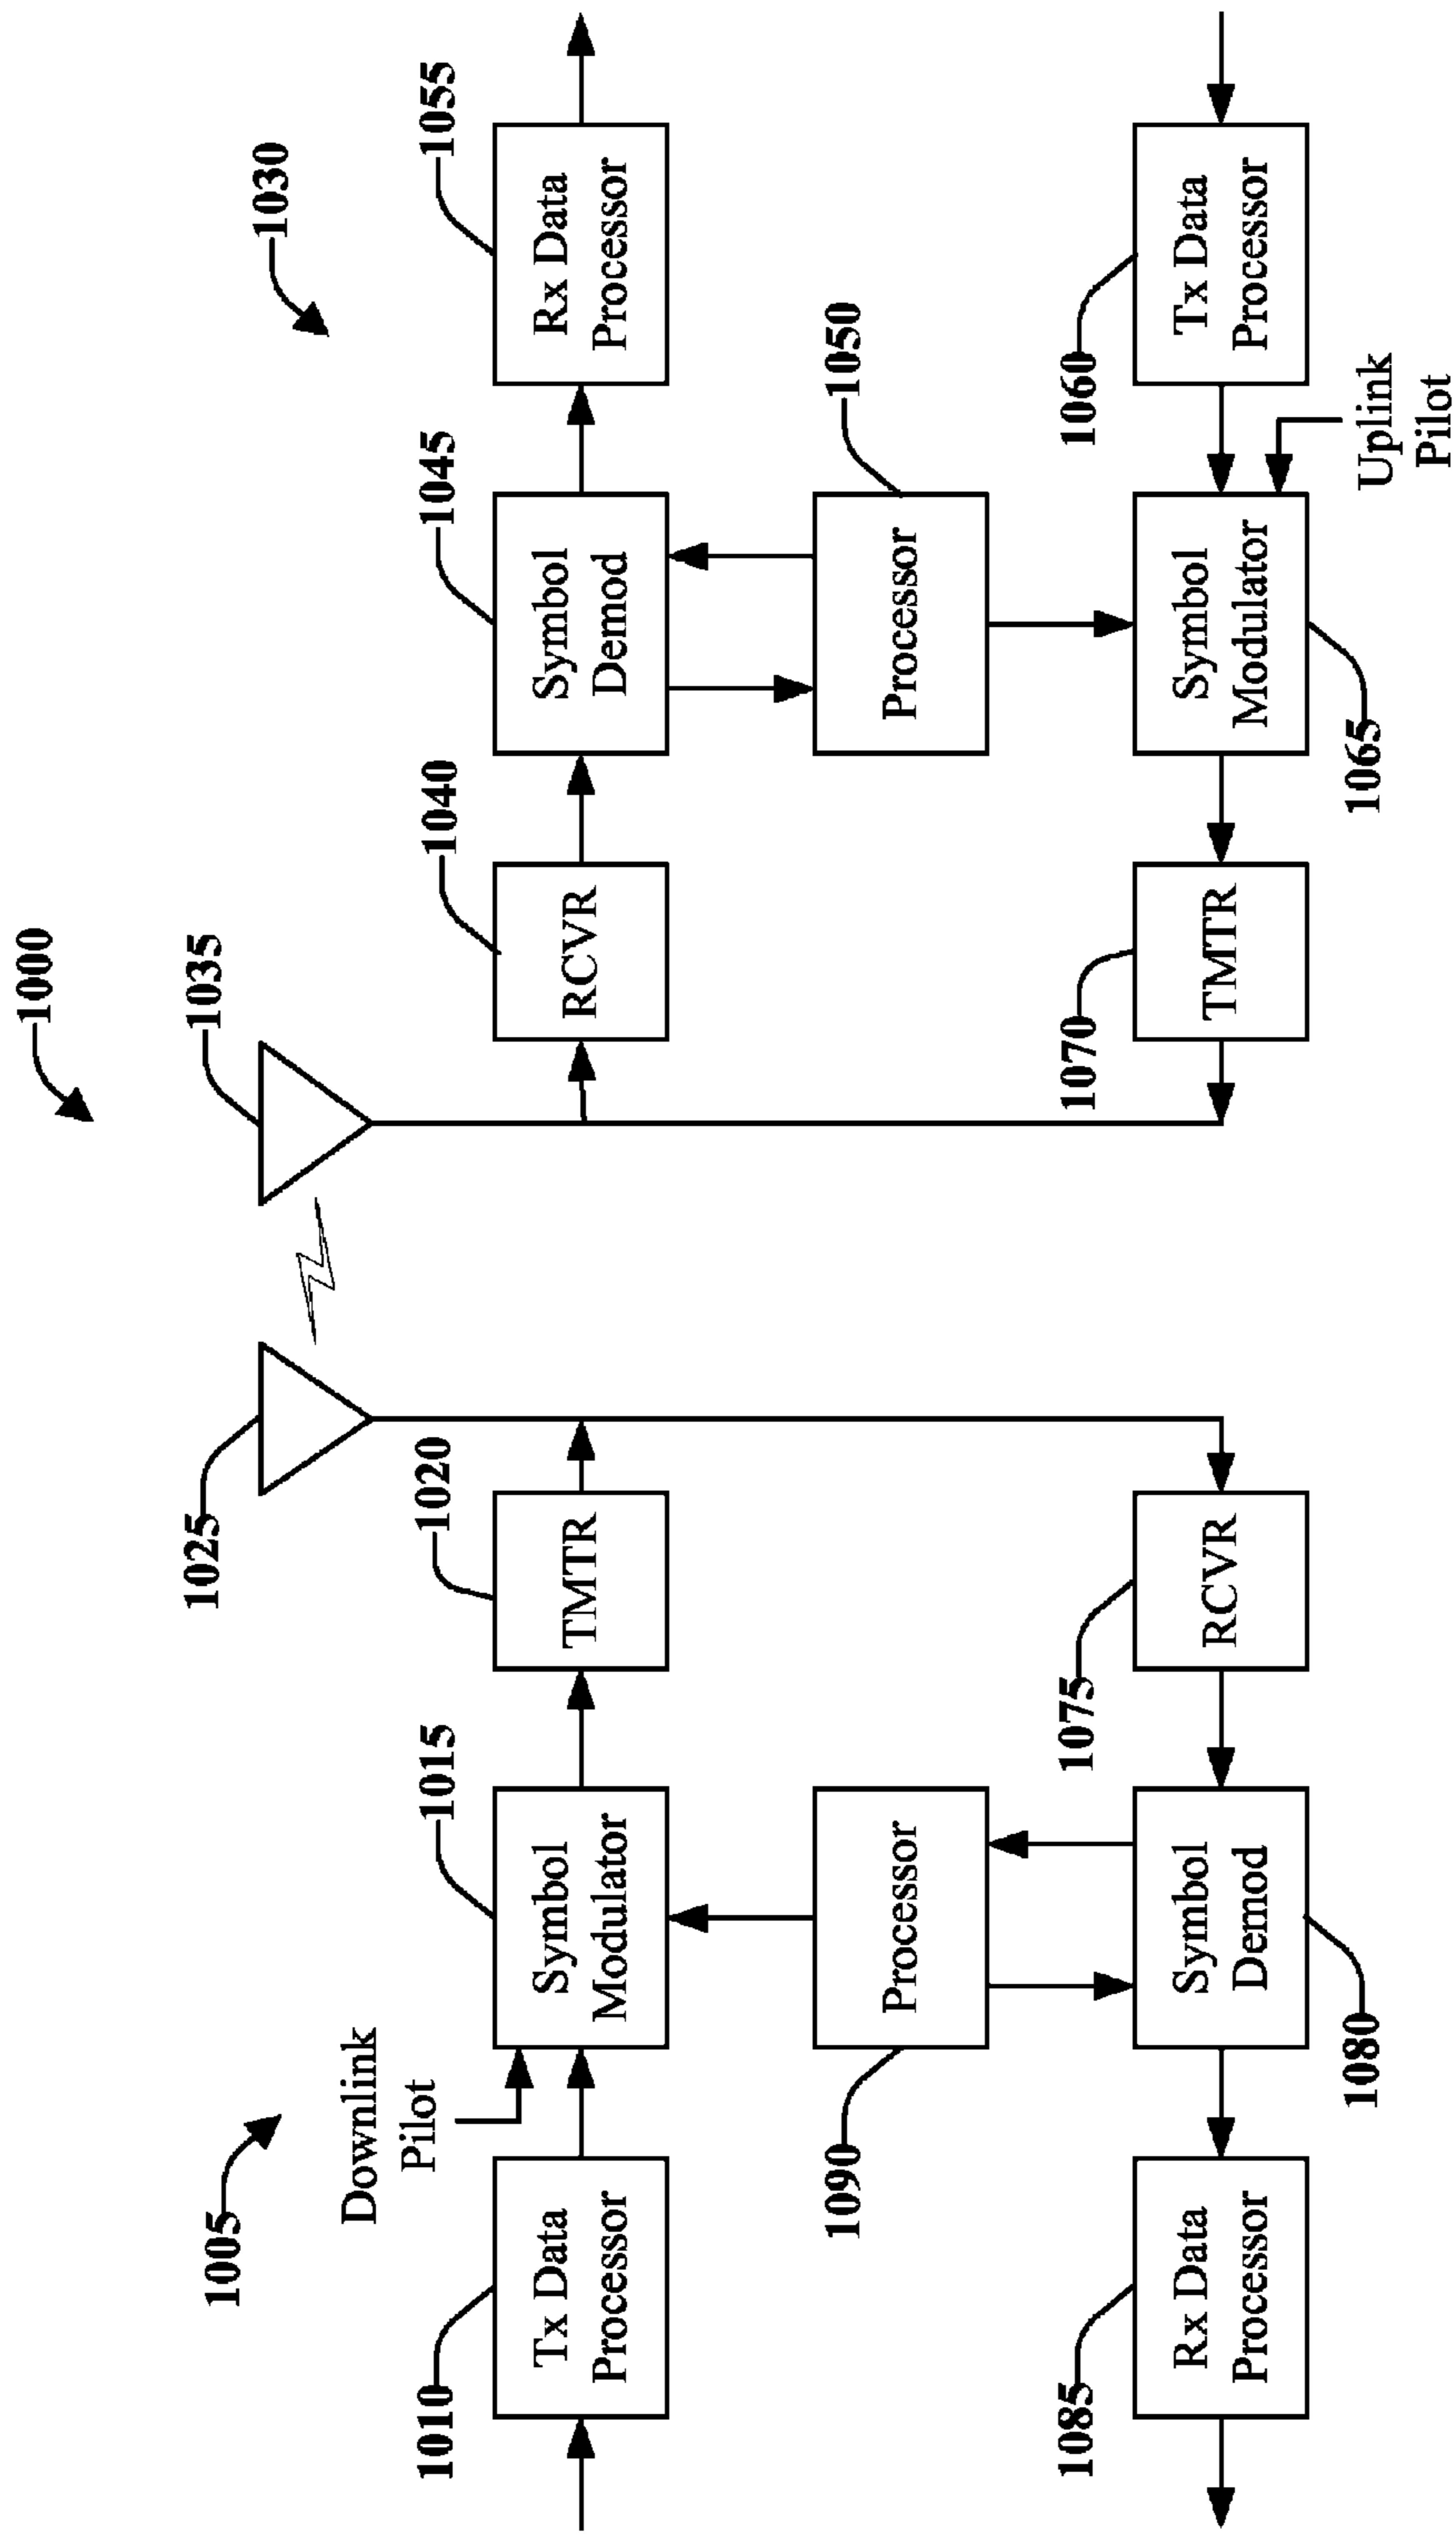 1000
1005
1025
1035
1030
Downlink
Pilot
1010
1015
1020
1040
1045
1055
Tx Data
Processor
Symbol
Modulator
TMTR
RCVR
Symbol
Demod
Rx Data
Processor
1090
Processor
Processor
1050
1085
1075
1070
1060
Rx Data
Processor
Symbol
Demod
RCVR
TMTR
Symbol
Modulator
Tx Data
Processor
1080
1065
Uplink
Pilot